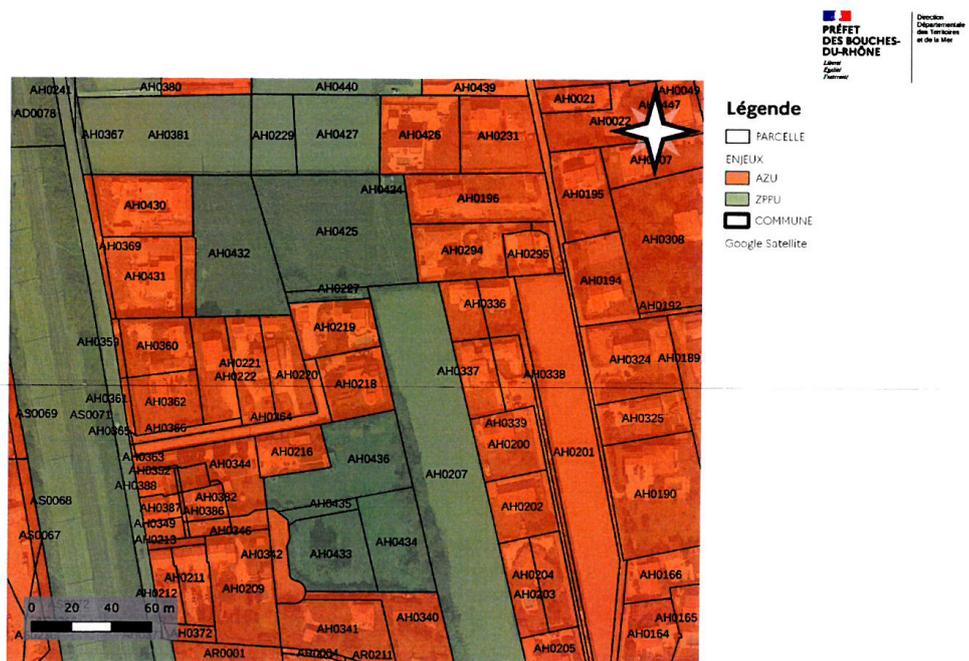 PRÉFET
DES BOUCHES-
DU-RHÔNE
Liberté
Égalité
Fraternité
Direction
Départementale
des Territoires
et de la Mer
Légende
PARCELLE
ENJEUX
AZU
ZPPU
COMMUNE
Google Satellite
AH0241 AH0380 AH0440 AH0439 AH0049
AD0078 AH0021
AH0022
AH0367 AH0381 AH0229 AH0427 AH0426 AH0231
AH0424
AH0430 AH0196 AH0195
AH0425
AH0369 AH0432 AH0294 AH0295 AH0308
AH0431 AH0194
AH0227
AH0336 AH0192
AH0219
AH0359 AH0360 AH0324 AH0189
AH0221
AH0222 AH0220 AH0218 AH0337 AH0338
AH0361 AH0362
AS0069 AS0071 AH0364 AH0325
AH0365 AH0366 AH0339
AH0200
AH0363 AH0344 AH0216 AH0436 AH0201
AH0352 AH0207
AH0388
AS0068 AH0382 AH0435 AH0202 AH0190
AH0387 AH0386
AH0349 AH0346
AS0067 AH0213 AH0434
AH0342 AH0433
AH0211 AH0204 AH0166
AH0212 AH0209 AH0203
AH0340 AH0165
AH0372 AH0341 AH0164
AH0205
AR0001 AR0004 AR0211
0 20 40 60 m